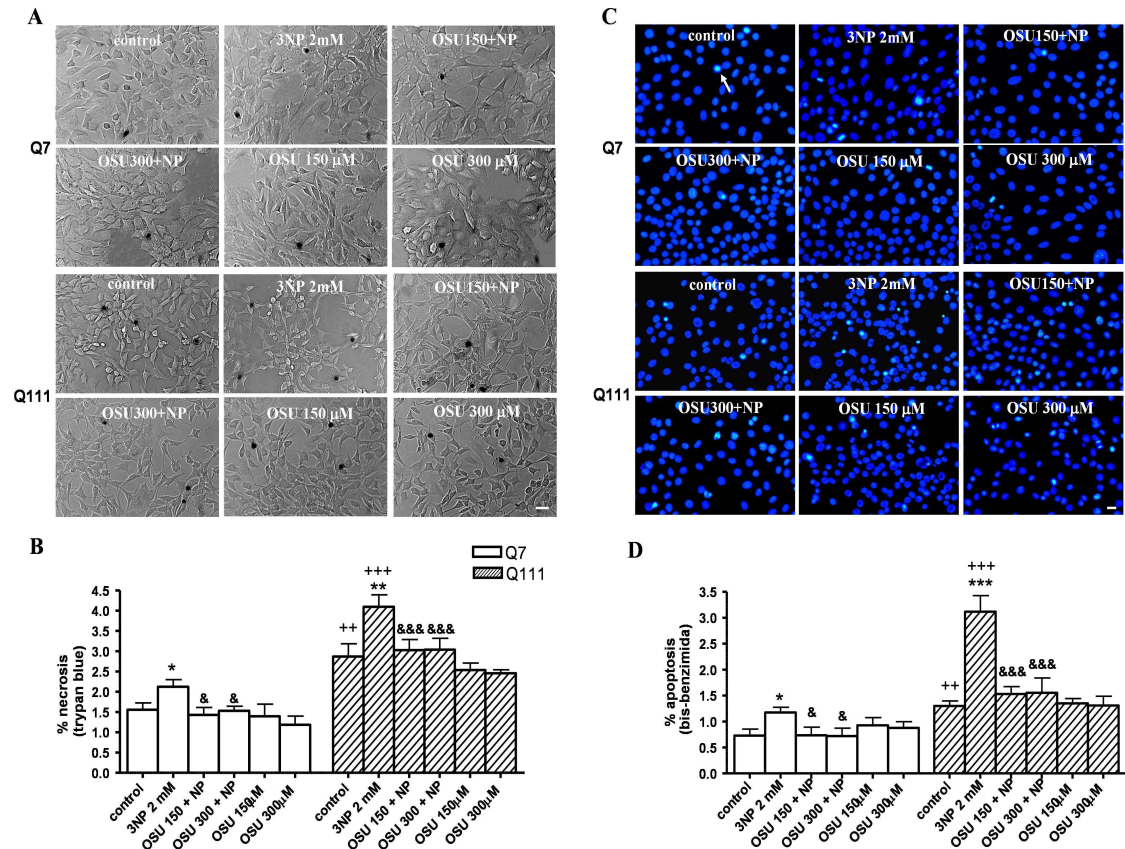 A
control
3NP 2mM
OSU150+NP
Q7
OSU300+NP
OSU 150 μM
OSU 300 μM
control
3NP 2mM
OSU150+NP
Q111
OSU300+NP
OSU 150 μM
OSU 300 μM
C
control
3NP 2mM
OSU150+NP
Q7
OSU300+NP
OSU 150 μM
OSU 300 μM
control
3NP 2mM
OSU150+NP
Q111
OSU300+NP
OSU 150 μM
OSU 300 μM
B
Q7
Q111
% necrosis
(trypan blue)
4.5
4.0
3.5
3.0
2.5
2.0
1.5
1.0
0.5
0.0
*
&
&
++
+++
**
&&&
&&&
control
3NP 2 mM
OSU 150 + NP
OSU 300 + NP
OSU 150μM
OSU 300μM
control
3NP 2 mM
OSU 150 + NP
OSU 300 + NP
OSU 150μM
OSU 300μM
D
% apoptosis
(bis-benzimida)
3.5
3.0
2.5
2.0
1.5
1.0
0.5
0.0
*
&
&
++
+++
***
&&&
&&&
control
3NP 2 mM
OSU 150 + NP
OSU 300 + NP
OSU 150μM
OSU 300μM
control
3NP 2 mM
OSU 150 + NP
OSU 300 + NP
OSU 150μM
OSU 300μM